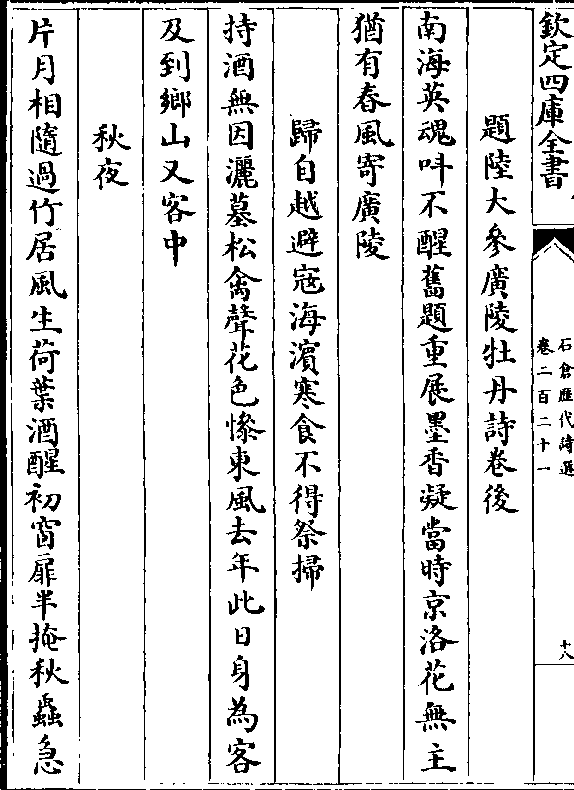 欽定四庫全書
石倉歷代詩選
卷二百二十一
十八
題陸大參廣陵牡丹詩卷後
南海英魂呌不醒舊題重展墨香凝當時京洛花無主
猶有春風寄廣陵
歸自越避寇海濵寒食不得祭掃
持酒無因灑墓松禽聲花色慘東風去年此日身為客
及到鄉山又客中
秋夜
片月相隨過竹居風生荷葉酒醒初窗扉半掩秋蟲急